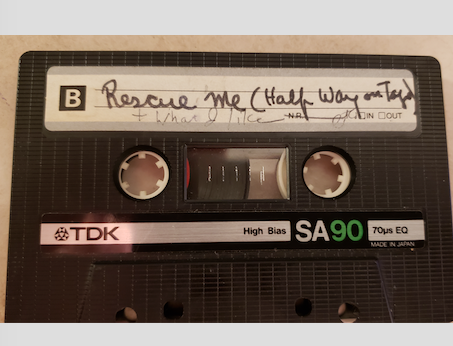 B Rescue me (Half Way on Tape)
+ What I like N.R. off □IN □OUT
TDK High Bias SA90 70µs EQ
MADE IN JAPAN